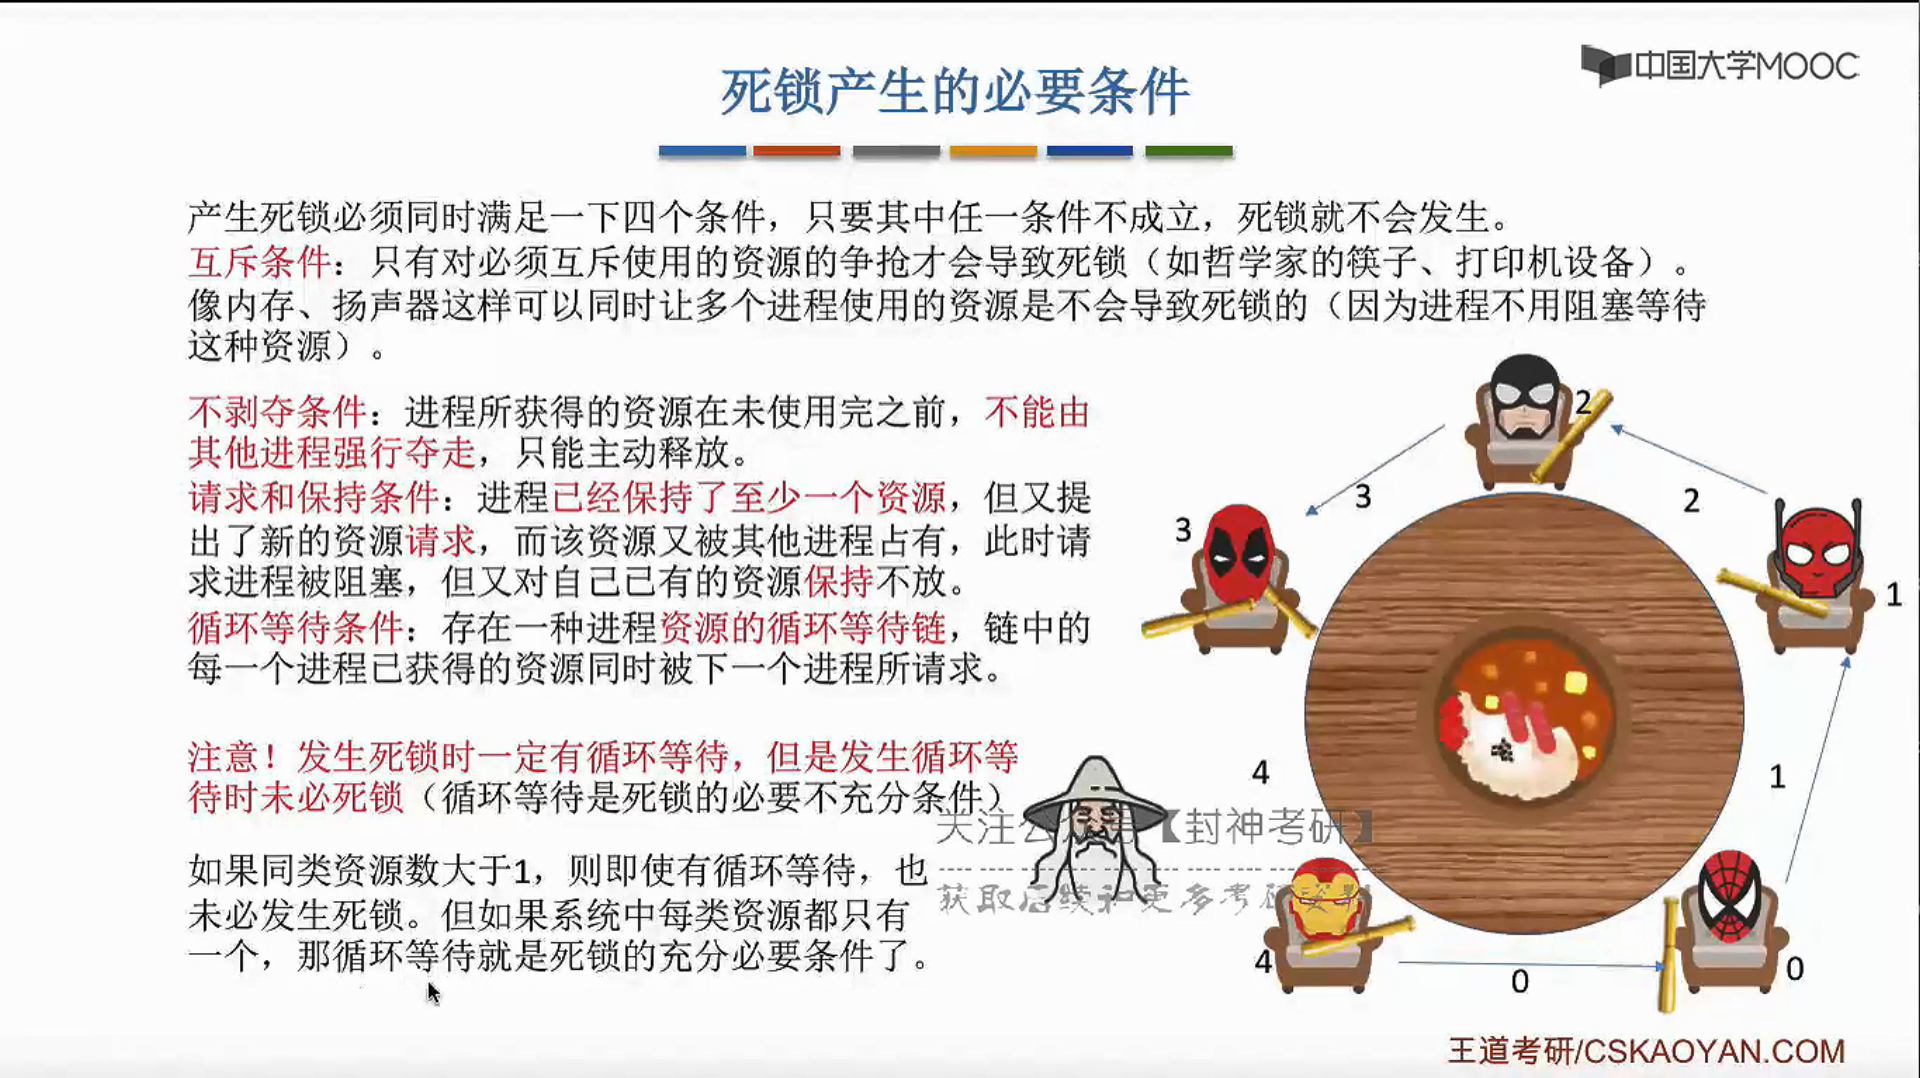 死锁产生的必要条件
中国大学MOOC
产生死锁必须同时满足一下四个条件，只要其中任一条件不成立，死锁就不会发生。
互斥条件：只有对必须互斥使用的资源的争抢才会导致死锁（如哲学家的筷子、打印机设备）。
像内存、扬声器这样可以同时让多个进程使用的资源是不会导致死锁的（因为进程不用阻塞等待
这种资源）。
不剥夺条件：进程所获得的资源在未使用完之前，不能由
其他进程强行夺走，只能主动释放。
请求和保持条件：进程已经保持了至少一个资源，但又提
出了新的资源请求，而该资源又被其他进程占有，此时请
求进程被阻塞，但又对自己已有的资源保持不放。
循环等待条件：存在一种进程资源的循环等待链，链中的
每一个进程已获得的资源同时被下一个进程所请求。
注意！发生死锁时一定有循环等待，但是发生循环等
待时未必死锁（循环等待是死锁的必要不充分条件）
如果同类资源数大于1，则即使有循环等待，也
未必发生死锁。但如果系统中每类资源都只有
一个，那循环等待就是死锁的充分必要条件了。
2
3
2
3
1
4
1
4
0
0
关注公众号【封神考研】
获取后续和更多考研资料
王道考研/CSKAOYAN.COM